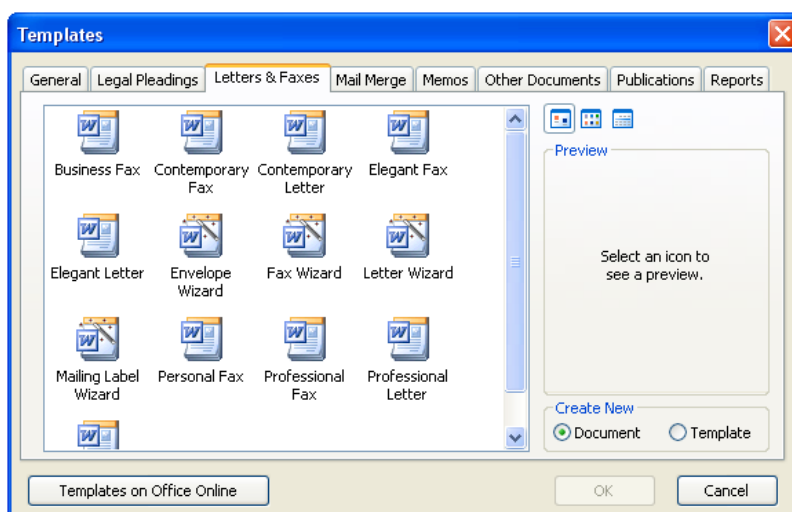 Templates
General Legal Pleadings Letters & Faxes Mail Merge Memos Other Documents Publications Reports
Business Fax Contemporary Contemporary Elegant Fax
Fax Letter
Preview
Elegant Letter Envelope Fax Wizard Letter Wizard
Wizard
Select an icon to
see a preview.
Mailing Label Personal Fax Professional Professional
Wizard Fax Letter
Create New
Document Template
Templates on Office Online OK Cancel